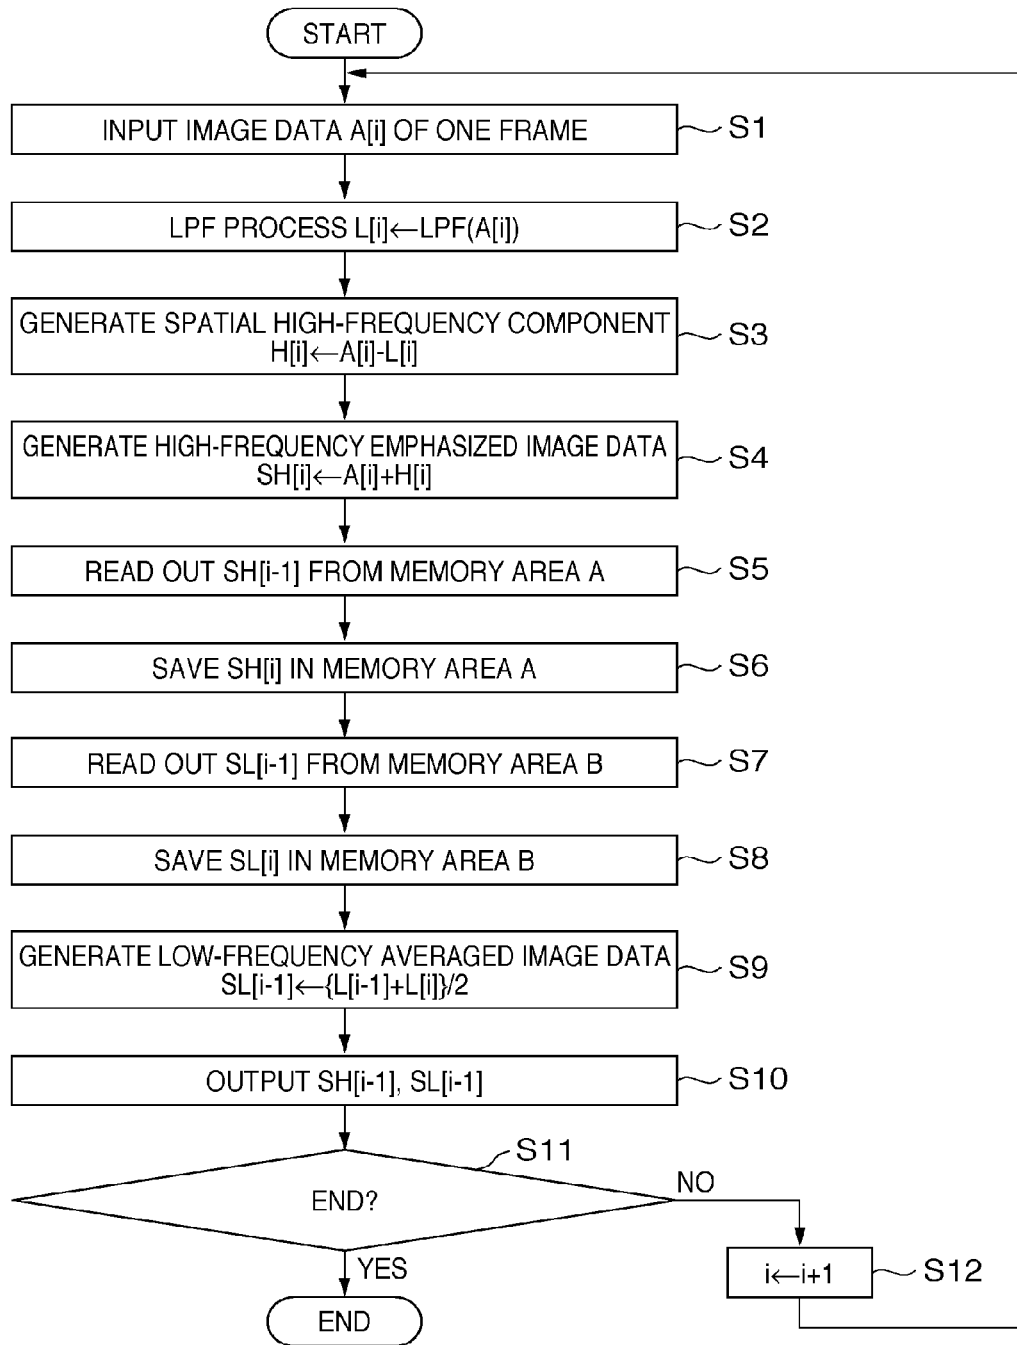 START
INPUT IMAGE DATA A[i] OF ONE FRAME
S1
LPF PROCESS L[i]←LPF(A[i])
S2
GENERATE SPATIAL HIGH-FREQUENCY COMPONENT
H[i]←A[i]-L[i]
S3
GENERATE HIGH-FREQUENCY EMPHASIZED IMAGE DATA
SH[i]←A[i]+H[i]
S4
READ OUT SH[i-1] FROM MEMORY AREA A
S5
SAVE SH[i] IN MEMORY AREA A
S6
READ OUT SL[i-1] FROM MEMORY AREA B
S7
SAVE SL[i] IN MEMORY AREA B
S8
GENERATE LOW-FREQUENCY AVERAGED IMAGE DATA
SL[i-1]←{L[i-1]+L[i]}/2
S9
OUTPUT SH[i-1], SL[i-1]
S10
S11
END?
NO
YES
i←i+1
S12
END